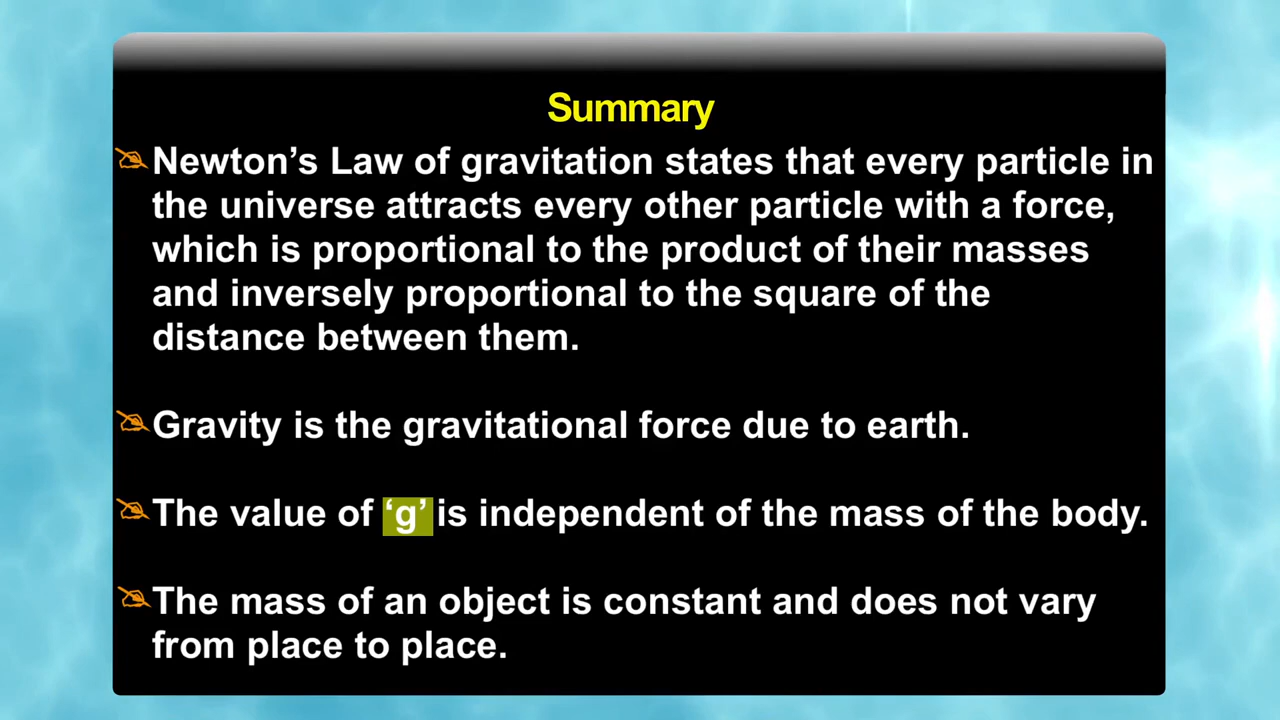 Summary
Newton’s Law of gravitation states that every particle in
the universe attracts every other particle with a force,
which is proportional to the product of their masses
and inversely proportional to the square of the
distance between them.
Gravity is the gravitational force due to earth.
The value of ‘g’ is independent of the mass of the body.
The mass of an object is constant and does not vary
from place to place.